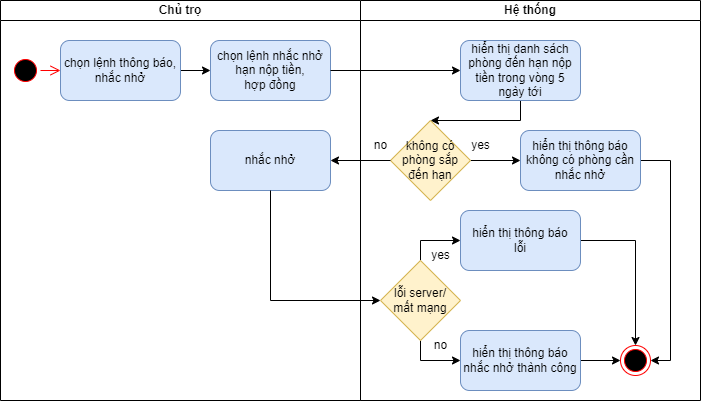 Chủ trọ
Hệ thống
chọn lệnh thông báo,
nhắc nhở
chọn lệnh nhắc nhở
hạn nộp tiền,
hợp đồng
hiển thị danh sách
phòng đến hạn nộp
tiền trong vòng 5
ngày tới
nhắc nhở
no
không có
phòng sắp
đến hạn
yes
hiển thị thông báo
không có phòng cần
nhắc nhở
hiển thị thông báo
lỗi
yes
lỗi server/
mất mạng
no
hiển thị thông báo
nhắc nhở thành công